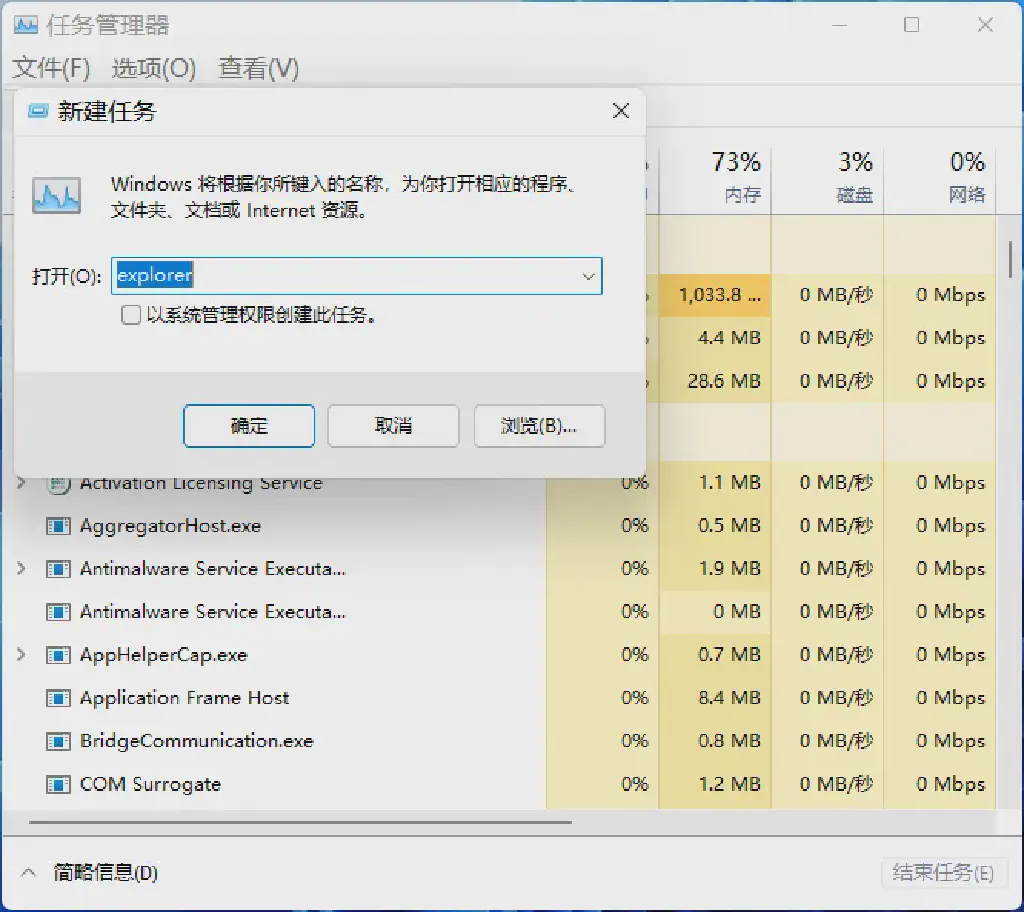 任务管理器
文件(F) 选项(O) 查看(V)
新建任务
Windows 将根据你所键入的名称，为你打开相应的程序、
文件夹、文档或 Internet 资源。
打开(O): explorer
以系统管理权限创建此任务。
确定 取消 浏览(B)...
73% 3% 0%
内存 磁盘 网络
1,033.8 ... 0 MB/秒 0 Mbps
4.4 MB 0 MB/秒 0 Mbps
28.6 MB 0 MB/秒 0 Mbps
Activation Licensing Service 0% 1.1 MB 0 MB/秒 0 Mbps
AggregatorHost.exe 0% 0.5 MB 0 MB/秒 0 Mbps
Antimalware Service Executa... 0% 1.9 MB 0 MB/秒 0 Mbps
Antimalware Service Executa... 0% 0 MB 0 MB/秒 0 Mbps
AppHelperCap.exe 0% 0.7 MB 0 MB/秒 0 Mbps
Application Frame Host 0% 8.4 MB 0 MB/秒 0 Mbps
BridgeCommunication.exe 0% 0.8 MB 0 MB/秒 0 Mbps
COM Surrogate 0% 1.2 MB 0 MB/秒 0 Mbps
简略信息(D) 结束任务(E)